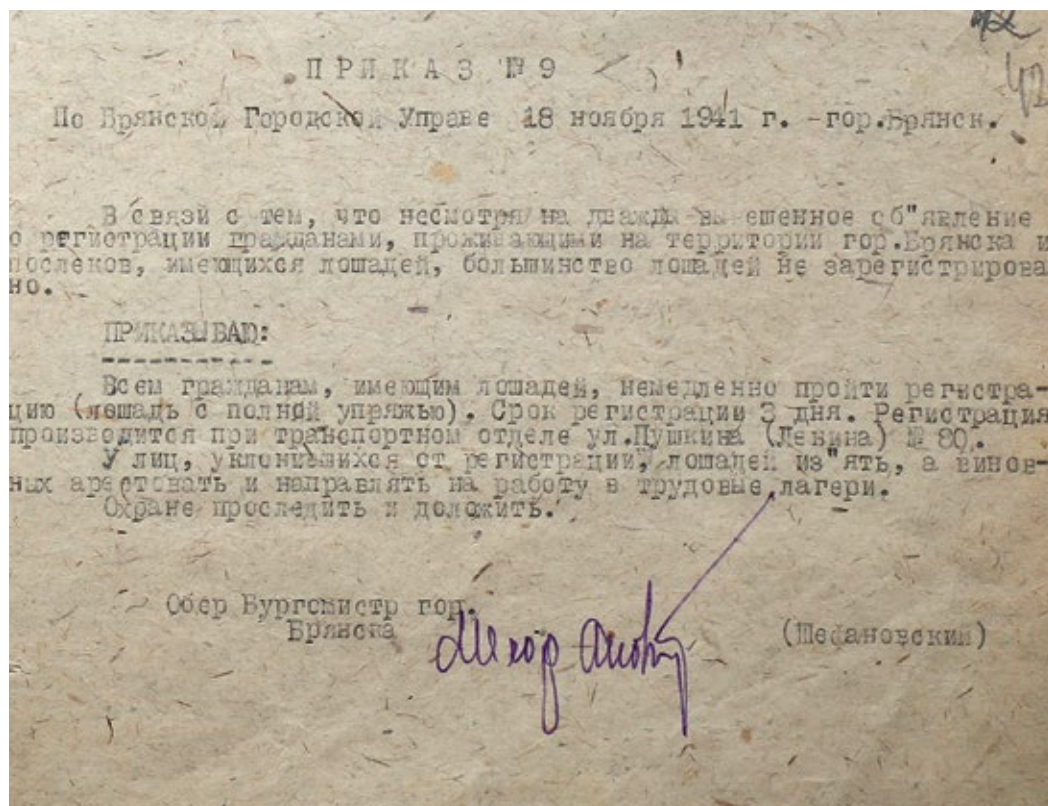 42
42
ПРИКАЗ № 9
По Брянской Городской Управе 18 ноября 1941 г. - гор.Брянск.
В связи с тем, что несмотря на дважды вывешенное об"явление
о регистрации гражданами, проживающими на территории гор.Брянска и
послеков, имеющихся лошадей, большинство лошадей не зарегистрирова
но.
ПРИКАЗЫВАЮ:
Всем гражданам, имеющим лошадей, немедленно пройти регистра-
цию (лошадь с полной упряжью). Срок регистрации 3 дня. Регистрация
производится при транспортном отделе ул.Пушкина (Ленина) № 80.
У лиц, уклонившихся от регистрации, лошадей из"ять, а винов-
ных арестовать и направлять на работу в трудовые лагери.
Охране проследить и доложить.
Обер Бургомистр гор.
Брянска (Шефановский)